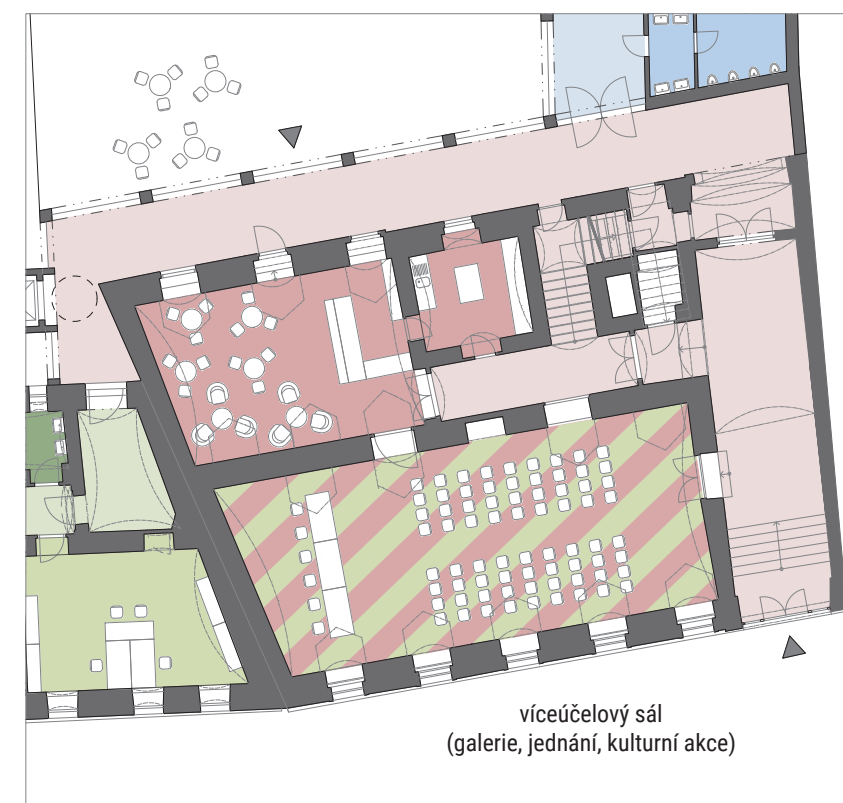 víceúčelový sál
(galerie, jednání, kulturní akce)